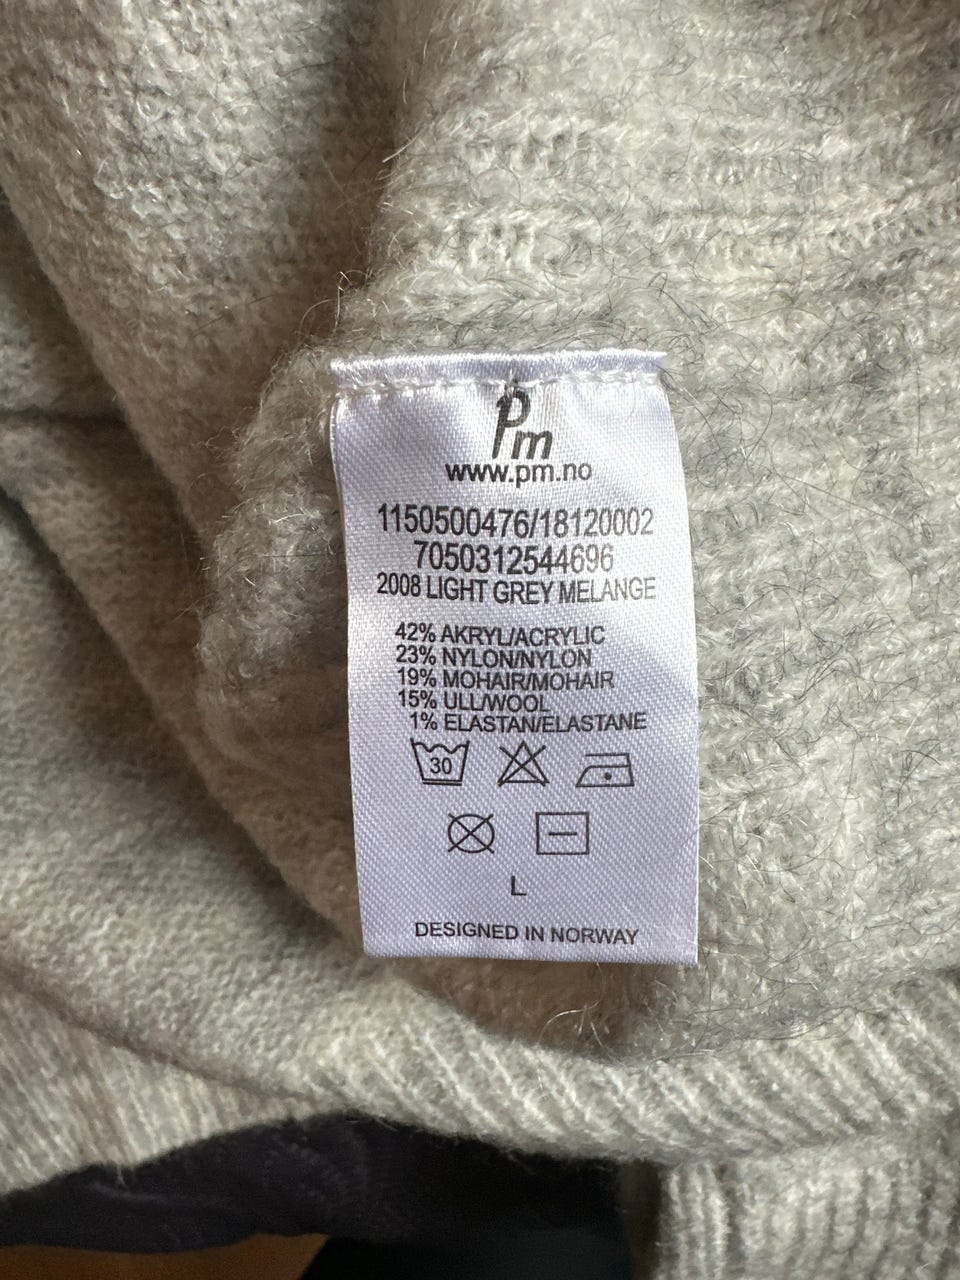 Pm
www.pm.no
1150500476/18120002
7050312544696
2008 LIGHT GREY MELANGE
42% AKRYL/ACRYLIC
23% NYLON/NYLON
19% MOHAIR/MOHAIR
15% ULL/WOOL
1% ELASTAN/ELASTANE
30
L
DESIGNED IN NORWAY